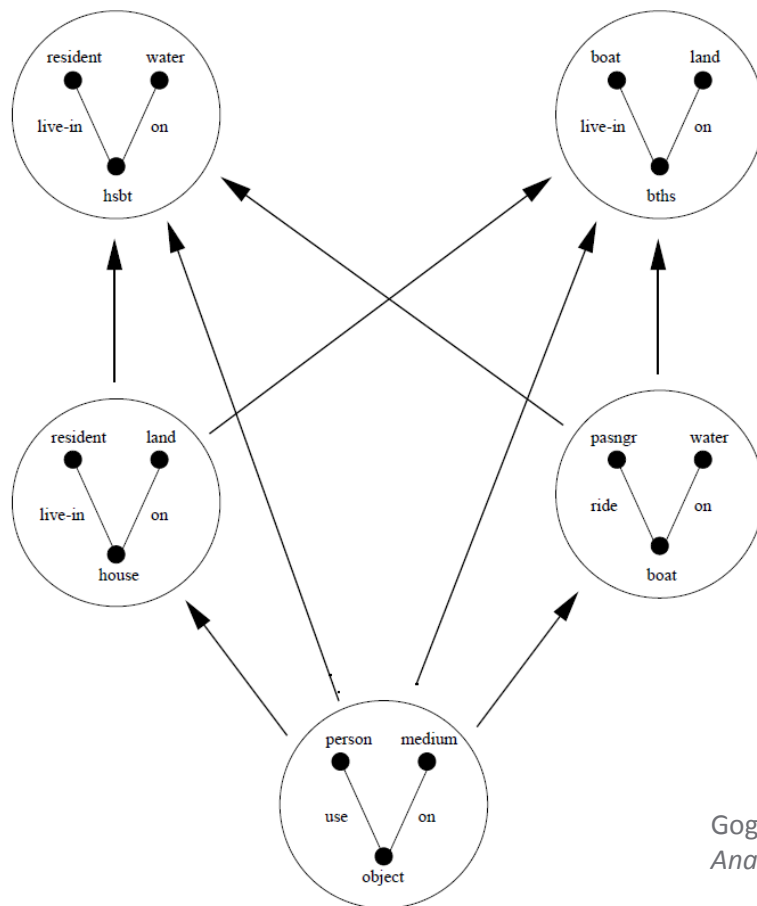 resident water
live-in on
hsbt
boat land
live-in on
bths
resident land
live-in on
house
pasngr water
ride on
boat
person medium
use on
object
Gog
Ana